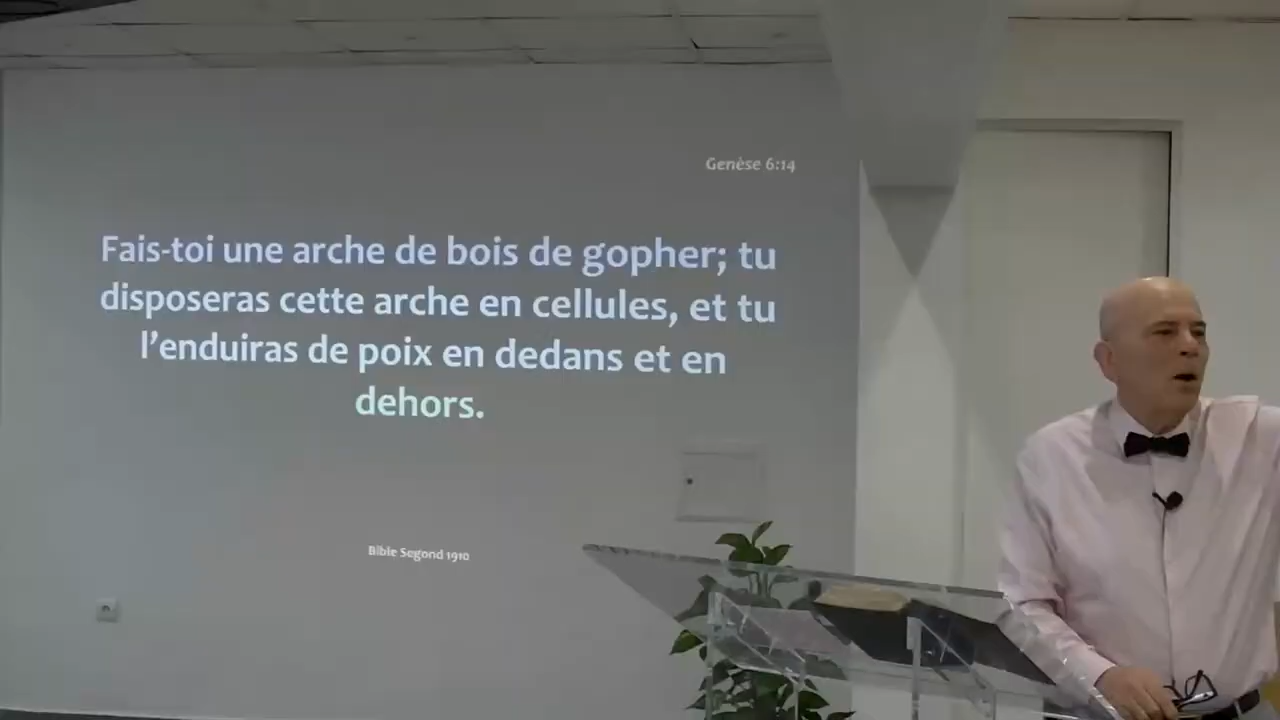 Genèse 6:14
Fais-toi une arche de bois de gopher; tu
disposeras cette arche en cellules, et tu
l’enduiras de poix en dedans et en
dehors.
Bible Segond 1910